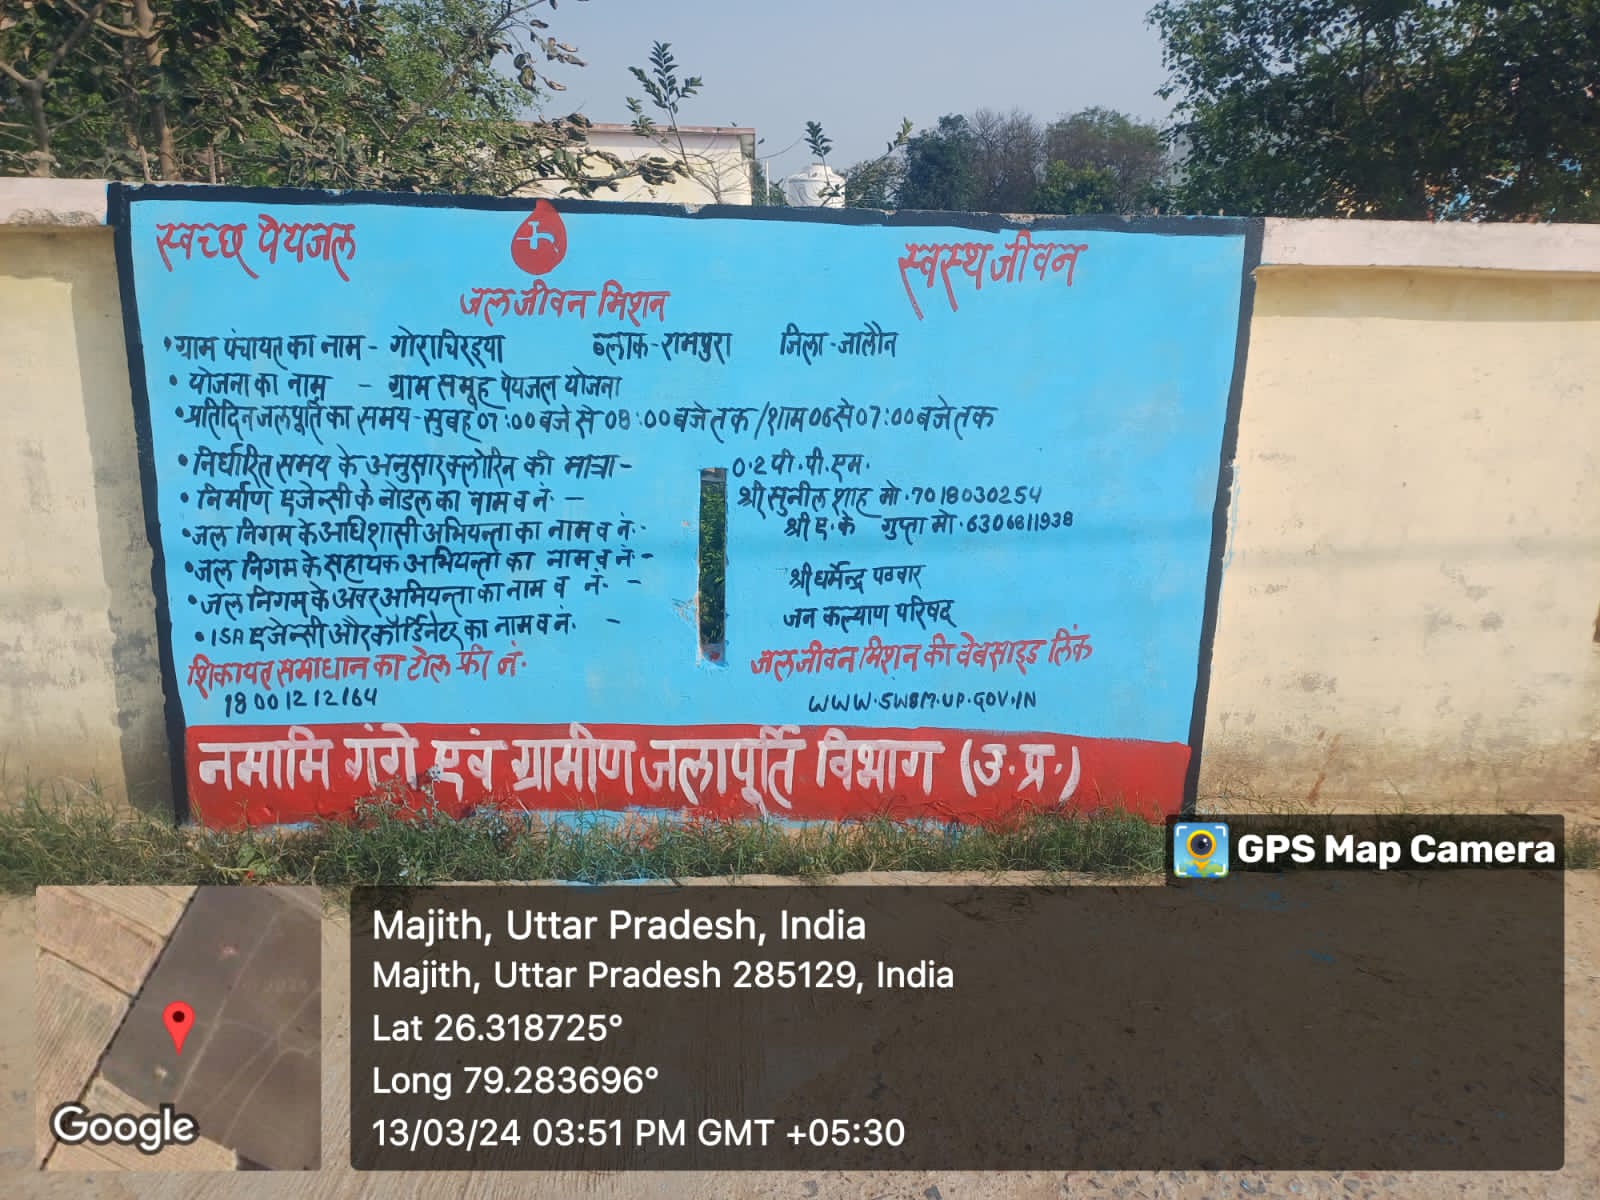 स्वच्छ पेयजल
स्वस्थ जीवन
जल जीवन मिशन
• ग्राम पंचायत का नाम - गोराचिरइया ब्लाक - रामपुरा जिला - जालौन
• योजना का नाम - ग्राम समूह पेयजल योजना
• प्रतिदिन जलपूर्ति का समय - सुबह 07:00 बजे से 08:00 बजे तक / शाम 06 से 07:00 बजे तक
• निर्धारित समय के अनुसार क्लोरिन की मात्रा - 0.2 पी.पी.एम.
• निर्माण एजेन्सी के नोडल का नाम व नं. - श्री सुनील शाह मो.7018030254
• जल निगम के अधिशासी अभियन्ता का नाम व नं.- श्री ए.के गुप्ता मो.6306811938
• जल निगम के सहायक अभियन्ता का नाम व नं.-
• जल निगम के अवर अभियन्ता का नाम व नं. - श्री धर्मेन्द्र पंवार
• ISA एजेन्सी और कौर्डिनेटर का नाम व नं. - जन कल्याण परिषद
शिकायत समाधान का टोल फ्री नं.
18001212164
जल जीवन मिशन की वेबसाइड लिंक
WWW.SWSM.UP.GOV.IN
नमामि गंगे एवं ग्रामीण जलापूर्ति विभाग (उ.प्र.)
GPS Map Camera
Majith, Uttar Pradesh, India
Majith, Uttar Pradesh 285129, India
Lat 26.318725°
Long 79.283696°
13/03/24 03:51 PM GMT +05:30
Google